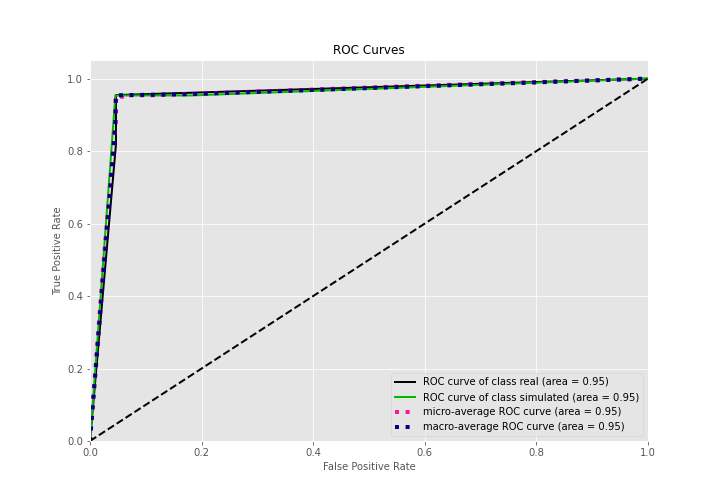 ROC Curves
1.0
0.8
0.6
0.4
0.2
0.0
True Positive Rate
0.0 0.2 0.4 0.6 0.8 1.0
False Positive Rate
ROC curve of class real (area = 0.95)
ROC curve of class simulated (area = 0.95)
micro-average ROC curve (area = 0.95)
macro-average ROC curve (area = 0.95)